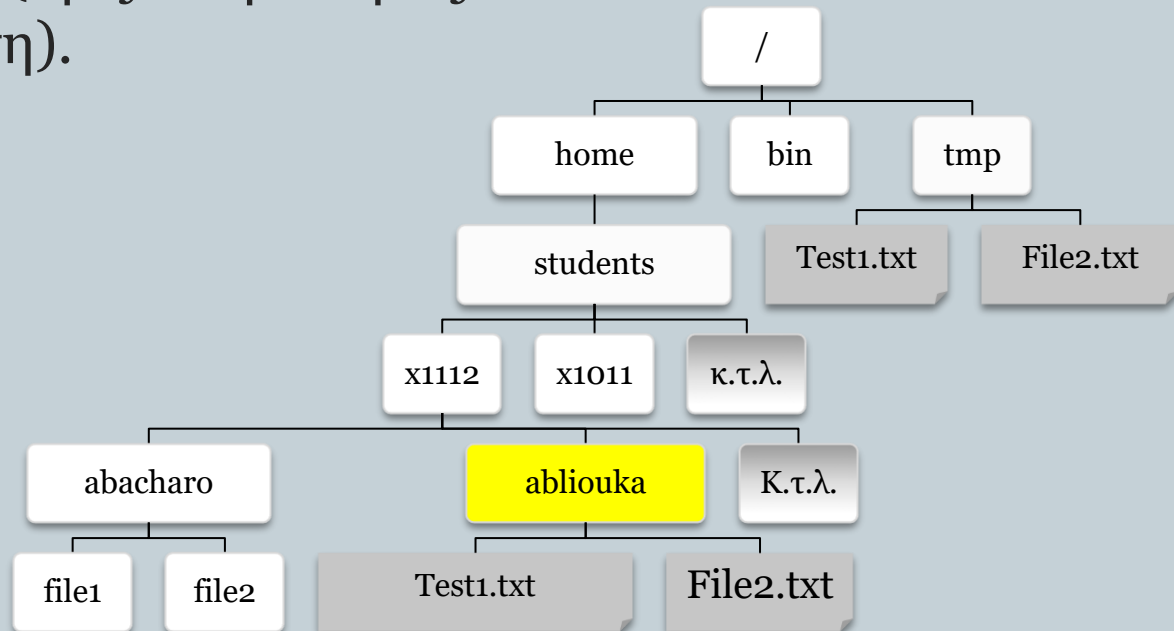 η).
/
home
bin
tmp
students
Test1.txt
File2.txt
x1112
x1011
κ.τ.λ.
abacharo
abliouka
Κ.τ.λ.
file1
file2
Test1.txt
File2.txt